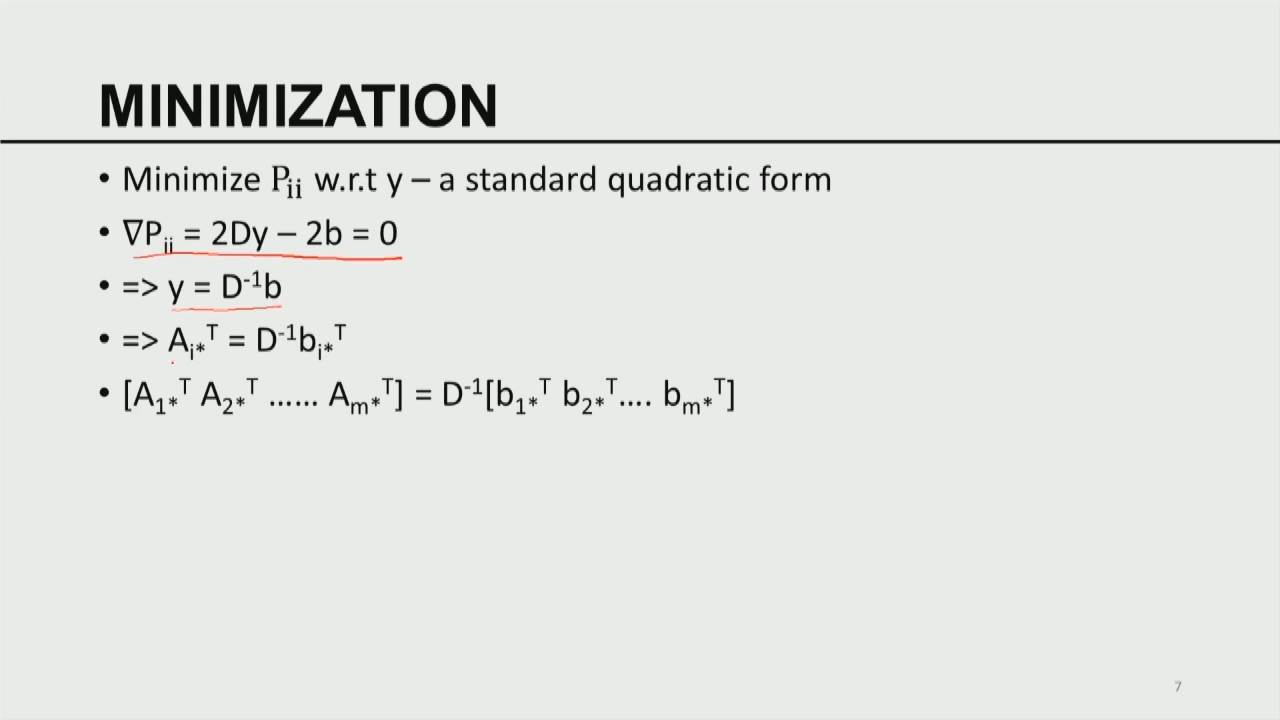 MINIMIZATION
• Minimize Pᵢᵢ w.r.t y – a standard quadratic form
• ∇Pᵢᵢ = 2Dy – 2b = 0
• => y = D⁻¹b
• => Aᵢ*ᵀ = D⁻¹bᵢ*ᵀ
• [A₁*ᵀ A₂*ᵀ …… Aₘ*ᵀ] = D⁻¹[b₁*ᵀ b₂*ᵀ…. bₘ*ᵀ]
7